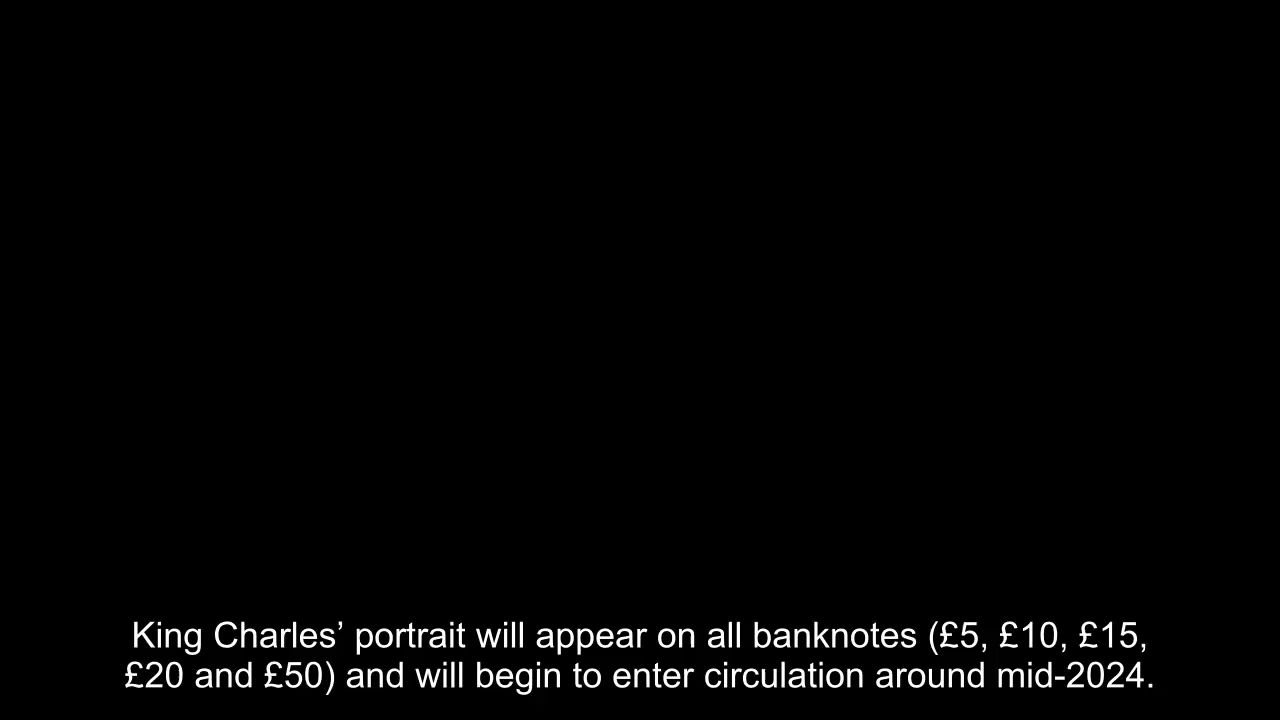 King Charles’ portrait will appear on all banknotes (£5, £10, £15,
£20 and £50) and will begin to enter circulation around mid-2024.